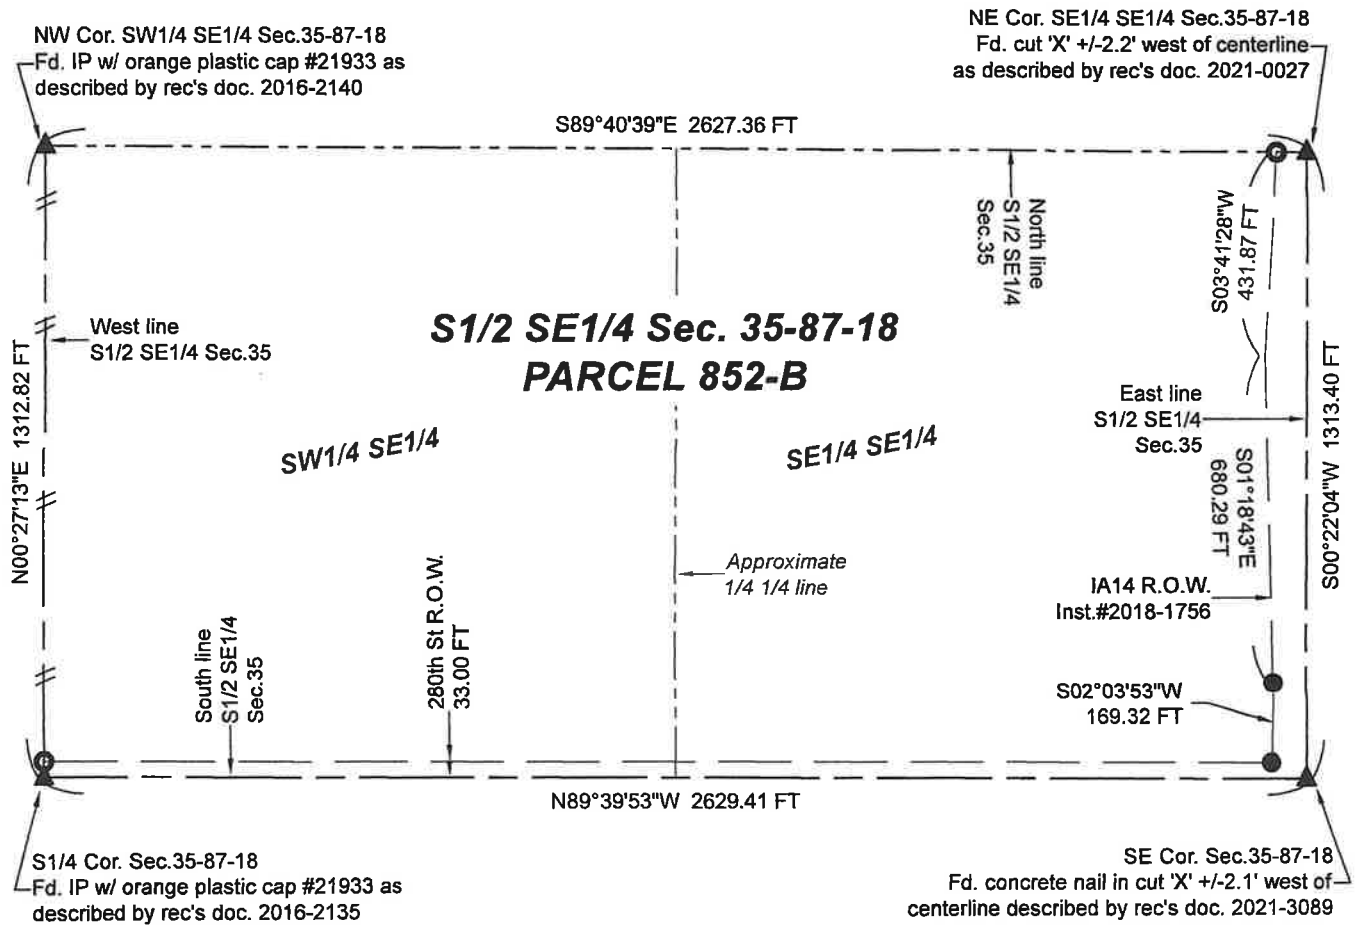 NW Cor. SW1/4 SE1/4 Sec.35-87-18
Fd. IP w/ orange plastic cap #21933 as
described by rec's doc. 2016-2140
NE Cor. SE1/4 SE1/4 Sec.35-87-18
Fd. cut 'X' +/-2.2' west of centerline
as described by rec's doc. 2021-0027
S89°40'39"E 2627.36 FT
North line
S1/2 SE1/4
Sec.35
S03°41'28"W
431.87 FT
West line
S1/2 SE1/4 Sec.35
S1/2 SE1/4 Sec. 35-87-18
PARCEL 852-B
N00°27'13"E 1312.82 FT
SW1/4 SE1/4
SE1/4 SE1/4
East line
S1/2 SE1/4
Sec.35
S00°22'04"W 1313.40 FT
S01°18'43"E
680.29 FT
Approximate
1/4 1/4 line
IA14 R.O.W.
Inst.#2018-1756
South line
S1/2 SE1/4
Sec.35
280th St R.O.W.
33.00 FT
S02°03'53"W
169.32 FT
N89°39'53"W 2629.41 FT
S1/4 Cor. Sec.35-87-18
Fd. IP w/ orange plastic cap #21933 as
described by rec's doc. 2016-2135
SE Cor. Sec.35-87-18
Fd. concrete nail in cut 'X' +/-2.1' west of
centerline described by rec's doc. 2021-3089